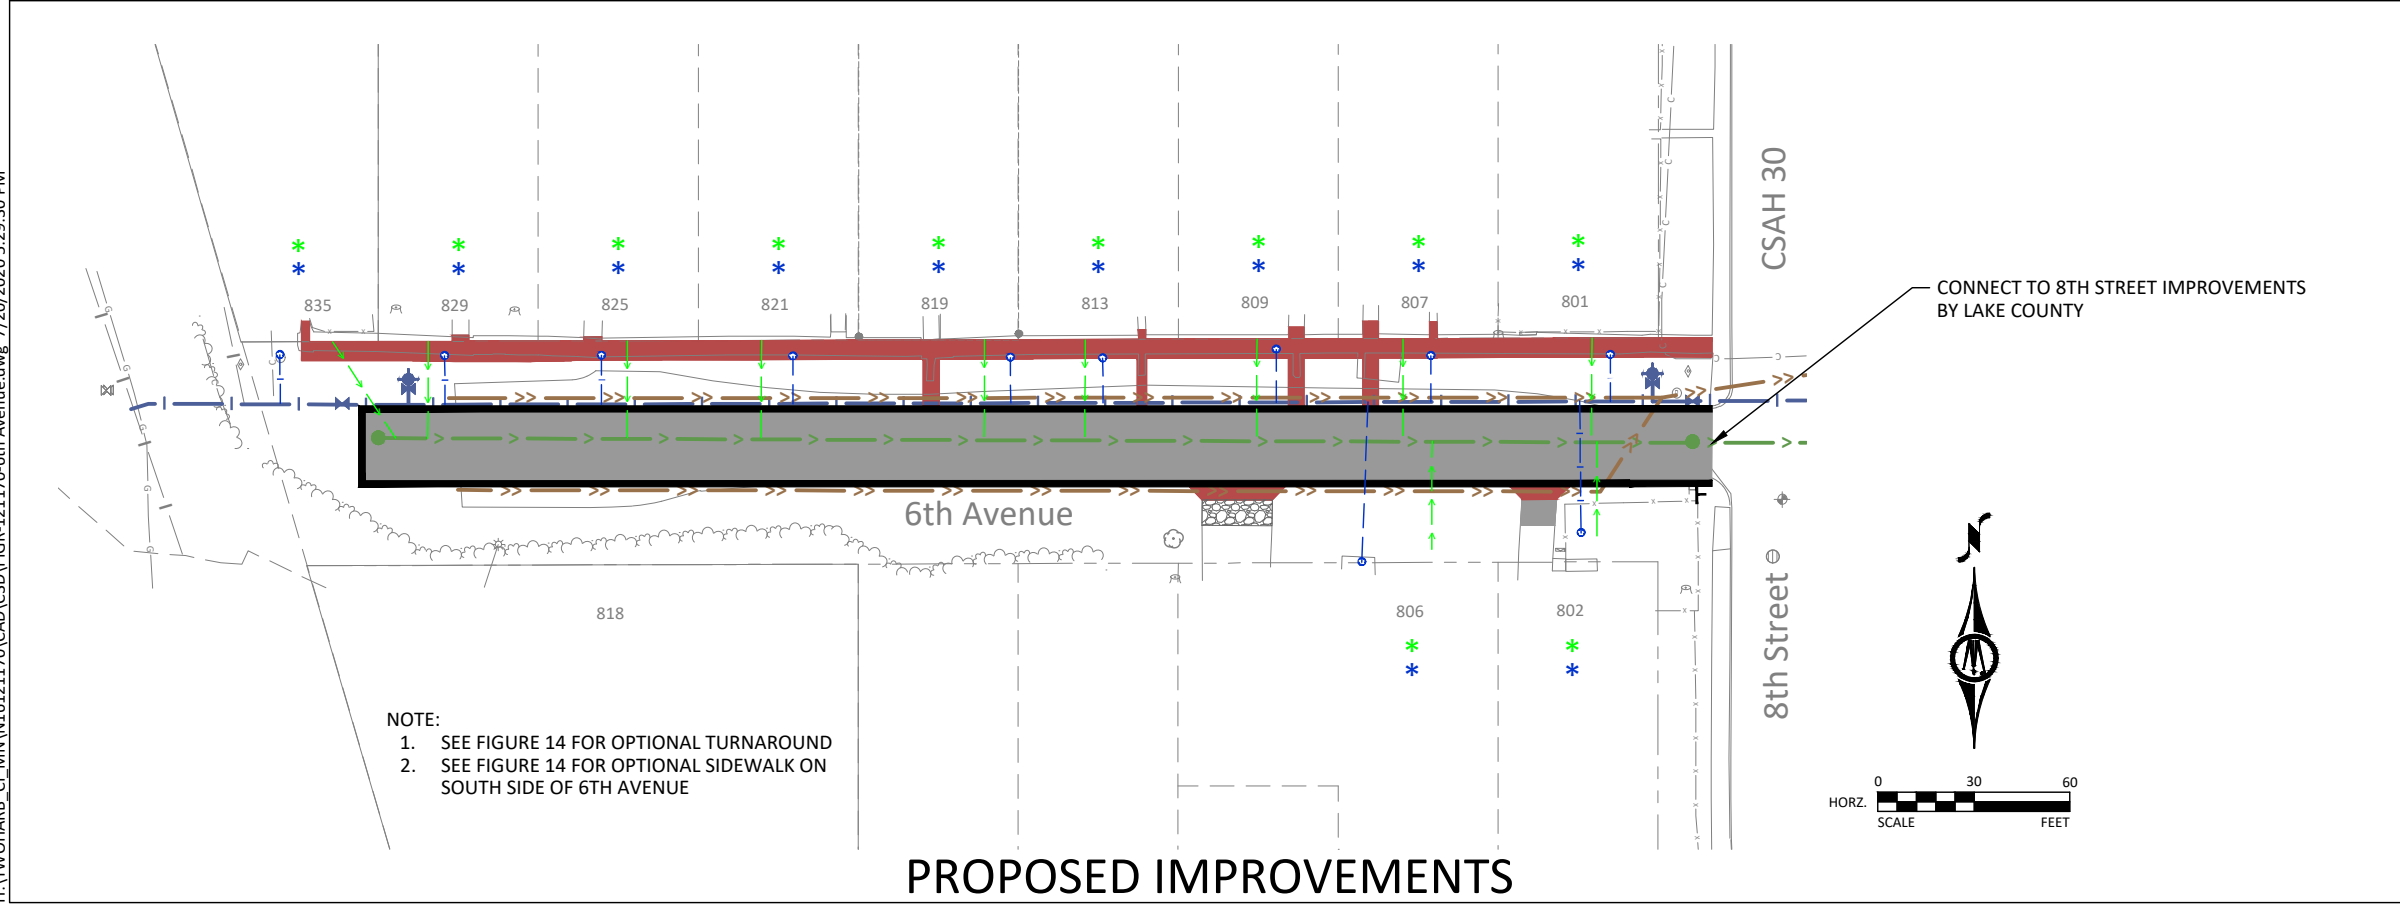 CSAH 30
CONNECT TO 8TH STREET IMPROVEMENTS
BY LAKE COUNTY
835 829 825 821 819 813 809 807 801
6th Avenue
818 806 802
8th Street
NOTE:
1. SEE FIGURE 14 FOR OPTIONAL TURNAROUND
2. SEE FIGURE 14 FOR OPTIONAL SIDEWALK ON
SOUTH SIDE OF 6TH AVENUE
N
0 30 60
HORZ.
SCALE FEET
PROPOSED IMPROVEMENTS